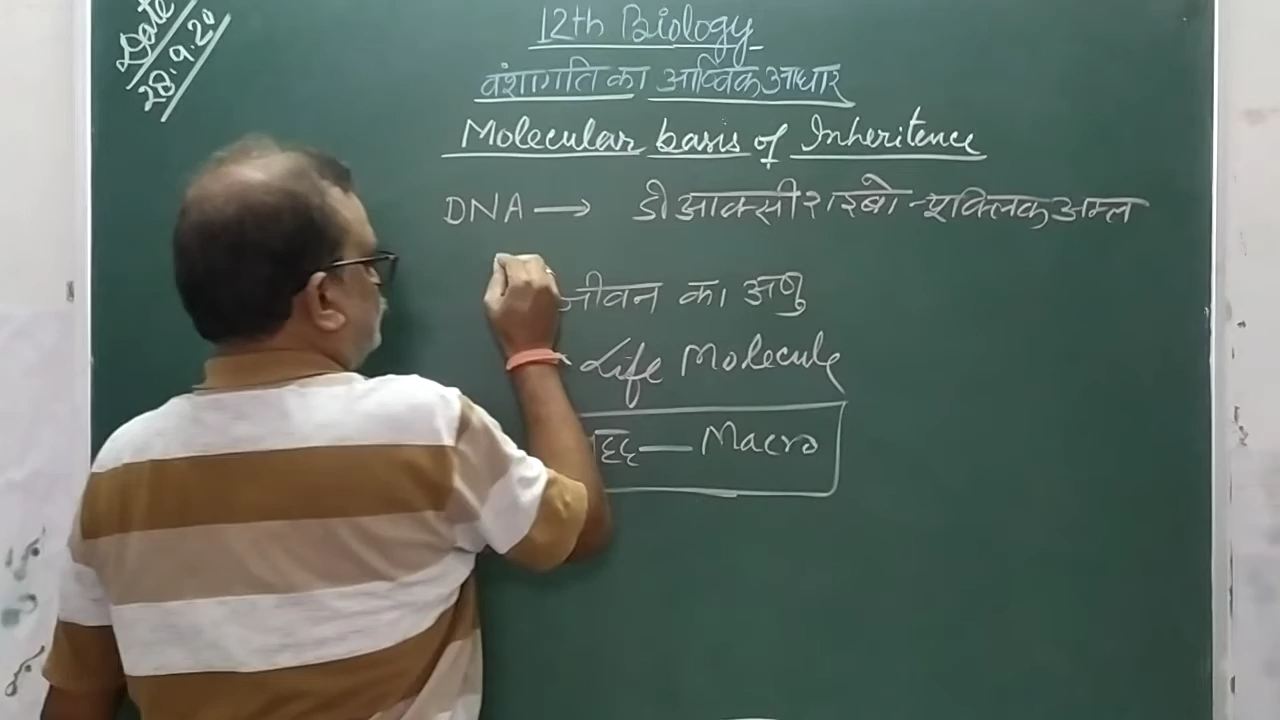 Date
28.9.20
12th Biology
वंशागति का आण्विक आधार
Molecular basis of Inheritence
DNA → डीआक्सीराइबो-
जीवन का अणु
Life Molecule
— Macro